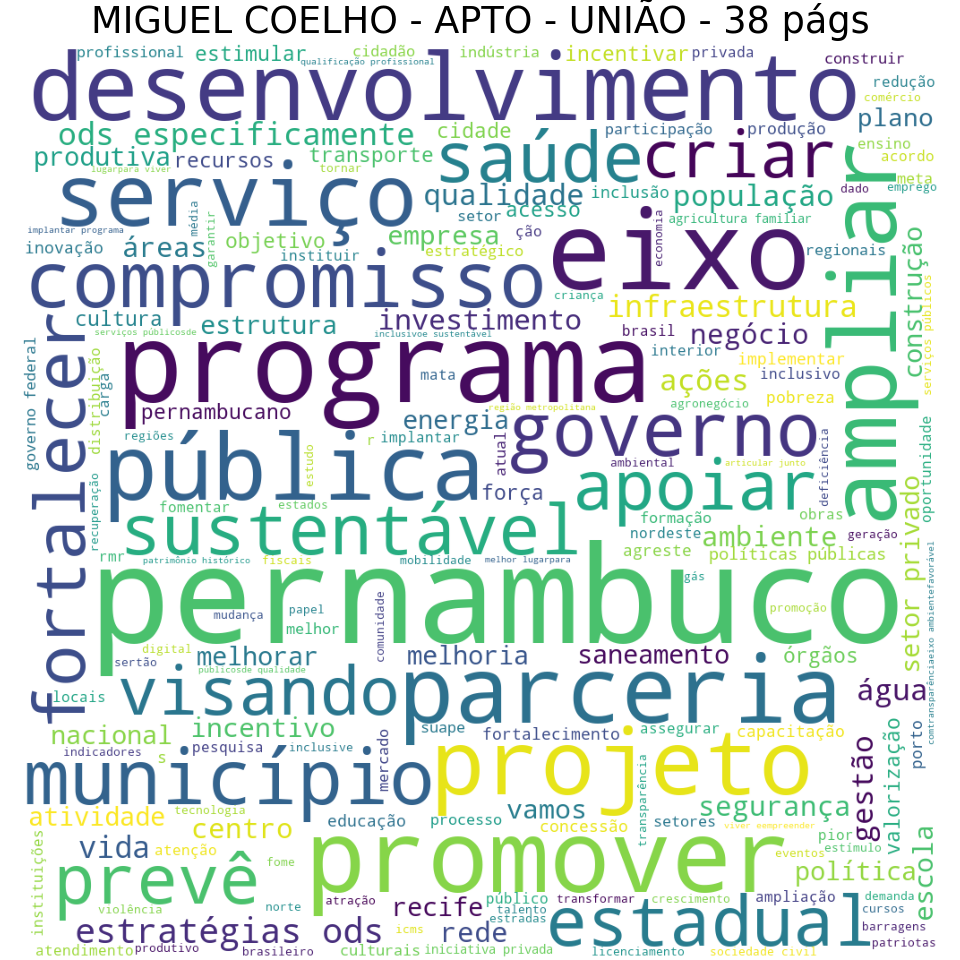 MIGUEL COELHO - APTO - UNIÃO - 38 págs
profissional estimular cidadão indústria incentivar privada construir
qualificação profissional
desenvolvimento redução
comércio
plano
ods especificamente cidade participação produção ensino
produtiva recursos transporte saúde criar acordo
lugarpara viver tornar meta
serviço qualidade inclusão população dado emprego
média setor acesso agricultura familiar
implantar programa garantir ção economia ampliar
inovação áreas objetivo empresa eixo regionais
instituir estratégico construção
compromisso criança serviços públicos
cultura estrutura investimento infraestrutura
serviços públicosde inclusivoe sustentável brasil negócio
fortalecer programa interior implementar
governo federal distribuição carga mata ações inclusivo
pernambucano região metropolitana agronegócio pobreza
energia governo
regiões r implantar atual
pública estudo ambiental articular junto deficiência oportunidade
recuperação força apoiar
fomentar estados formação obras
sustentável nordeste ambiente geração
rmr agreste políticas públicas setor privado
patrimônio histórico fiscais mobilidade melhor lugarpara
pernambuco gás
mudança papel comunidade promoção
melhor comtransparênciaeixo ambientefavorável
digital
sertão melhorar melhoria saneamento órgãos
públicosde qualidade
locais visando parceria água
nacional incentivo suape fortalecimento assegurar capacitação
indicadores s pesquisa inclusive mercado valorização porto
município projeto gestão
tecnologia vamos segurança
atividade centro educação processo concessão transparência setores viver eempreender
pior
vida atenção estímulo
instituições fome promover eventos política escola
prevê
violência norte atração público transformar crescimento ampliação demanda
talento cursos
estratégias ods icms recife rede estradas estadual barragens
patriotas
atendimento produtivo brasileiro culturais iniciativa privada licenciamento sociedade civil